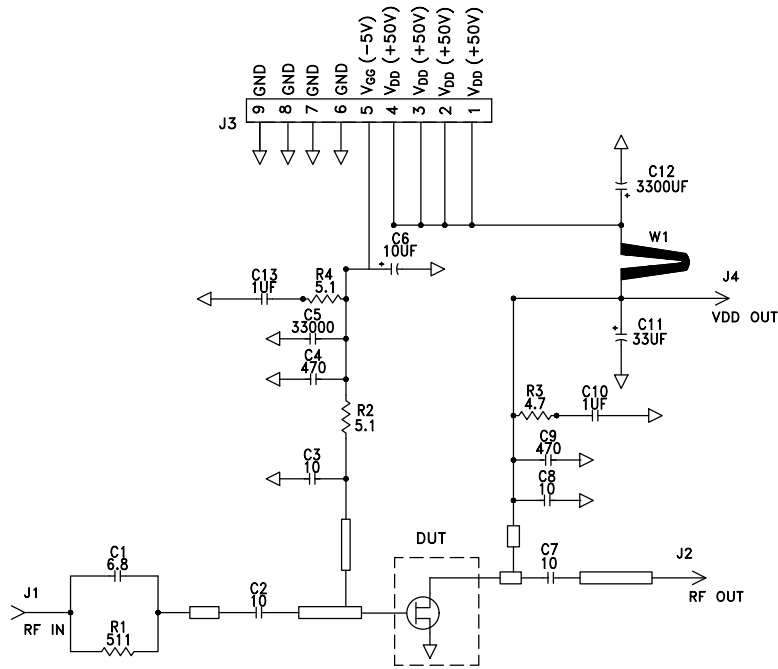 GND
GND
GND
GND
VGG (-5V)
VDD (+50V)
VDD (+50V)
VDD (+50V)
VDD (+50V)
9
8
7
6
5
4
3
2
1
J3
C12
3300UF
+
W1
C6
10UF
+
C13
1UF
R4
5.1
J4
VDD OUT
C5
33000
+
C11
33UF
C4
470
R2
5.1
R3
4.7
C10
1UF
C9
470
C3
10
C8
10
DUT
C1
6.8
C7
10
J2
RF OUT
J1
RF IN
C2
10
R1
511